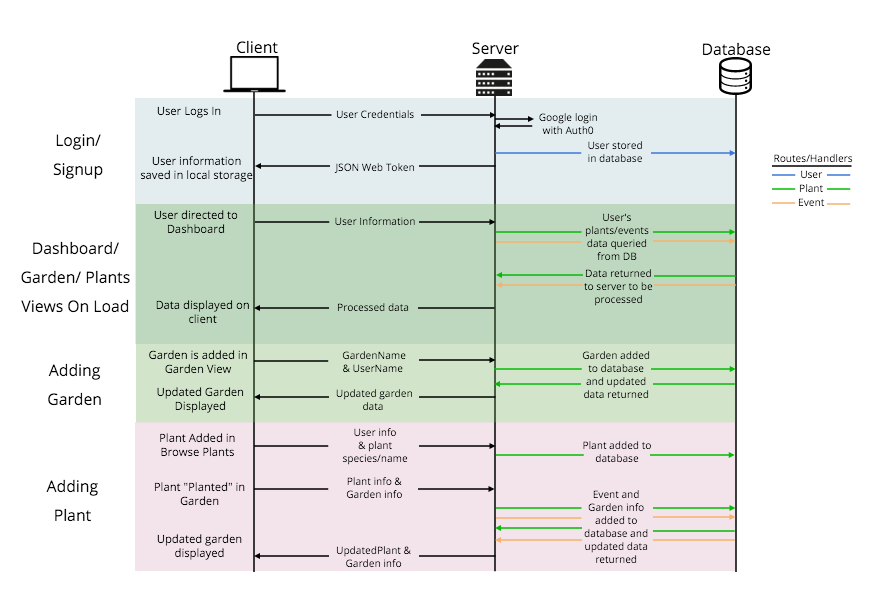 Client
Server
Database
Login/
Signup
User Logs In
User Credentials
Google login
with Auth0
User stored
in database
User information
saved in local storage
JSON Web Token
Routes/Handlers
User
Plant
Event
Dashboard/
Garden/ Plants
Views On Load
User directed to
Dashboard
User Information
User's
plants/events
data queried
from DB
Data returned
to server to be
processed
Data displayed on
client
Processed data
Adding
Garden
Garden is added in
Garden View
GardenName
& UserName
Garden added
to database
and updated
data returned
Updated Garden
Displayed
Updated garden
data
Adding
Plant
Plant Added in
Browse Plants
User info
& plant
species/name
Plant added to
database
Plant "Planted" in
Garden
Plant info &
Garden info
Event and
Garden info
added to
database and
updated data
returned
Updated garden
displayed
UpdatedPlant &
Garden info